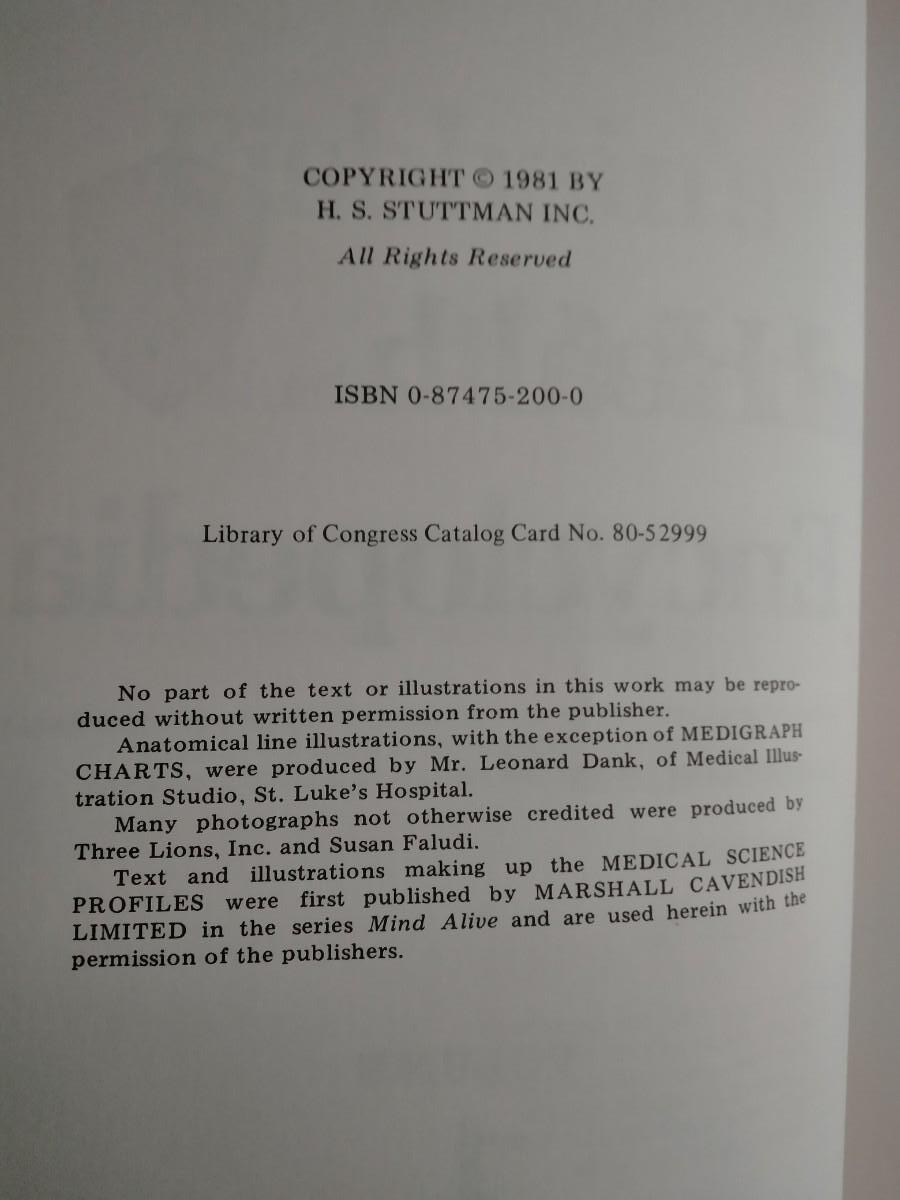 COPYRIGHT © 1981 BY
H. S. STUTTMAN INC.
All Rights Reserved
ISBN 0-87475-200-0
Library of Congress Catalog Card No. 80-52999
No part of the text or illustrations in this work may be repro-
duced without written permission from the publisher.
Anatomical line illustrations, with the exception of MEDIGRAPH
CHARTS, were produced by Mr. Leonard Dank, of Medical Illus-
tration Studio, St. Luke's Hospital.
Many photographs not otherwise credited were produced by
Three Lions, Inc. and Susan Faludi.
Text and illustrations making up the MEDICAL SCIENCE
PROFILES were first published by MARSHALL CAVENDISH
LIMITED in the series Mind Alive and are used herein with the
permission of the publishers.